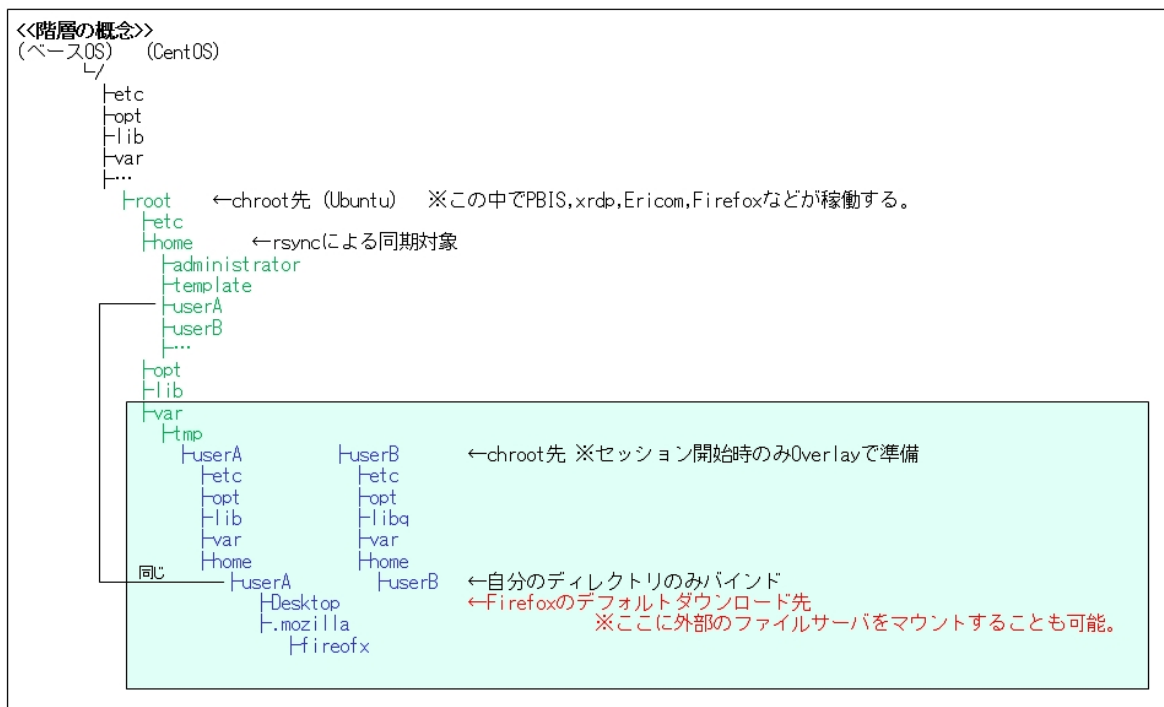 <<階層の概念>>
(ベースOS) (CentOS)
└/
├etc
├opt
├lib
├var
├…
├root ←chroot先 (Ubuntu) ※この中でPBIS,xrdp,Ericom,Firefoxなどが稼働する。
├etc
├home ←rsyncによる同期対象
├administrator
├template
├userA
├userB
├…
├opt
├lib
├var
├tmp
├userA ├userB ←chroot先 ※セッション開始時のみOverlayで準備
├etc ├etc
├opt ├opt
├lib ├libq
├var ├var
├home ├home
同じ ├userA ├userB ←自分のディレクトリのみバインド
├Desktop ←Firefoxのデフォルトダウンロード先
├.mozilla ※ここに外部のファイルサーバをマウントすることも可能。
├fireofx